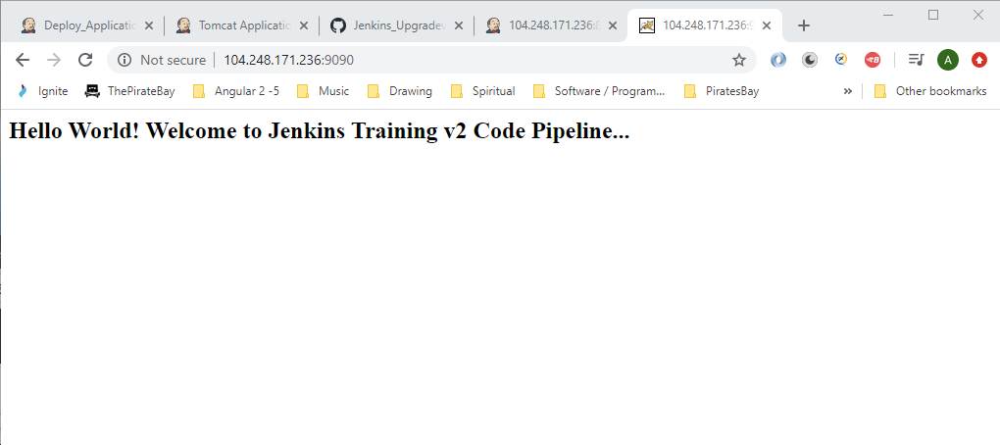 Deploy_Applicatio
Tomcat Applicatio
Jenkins_Upgradev
104.248.171.236:8
104.248.171.236:9
Not secure
104.248.171.236:9090
A
Ignite
ThePirateBay
Angular 2 -5
Music
Drawing
Spiritual
Software / Program...
PiratesBay
»
Other bookmarks
Hello World! Welcome to Jenkins Training v2 Code Pipeline...